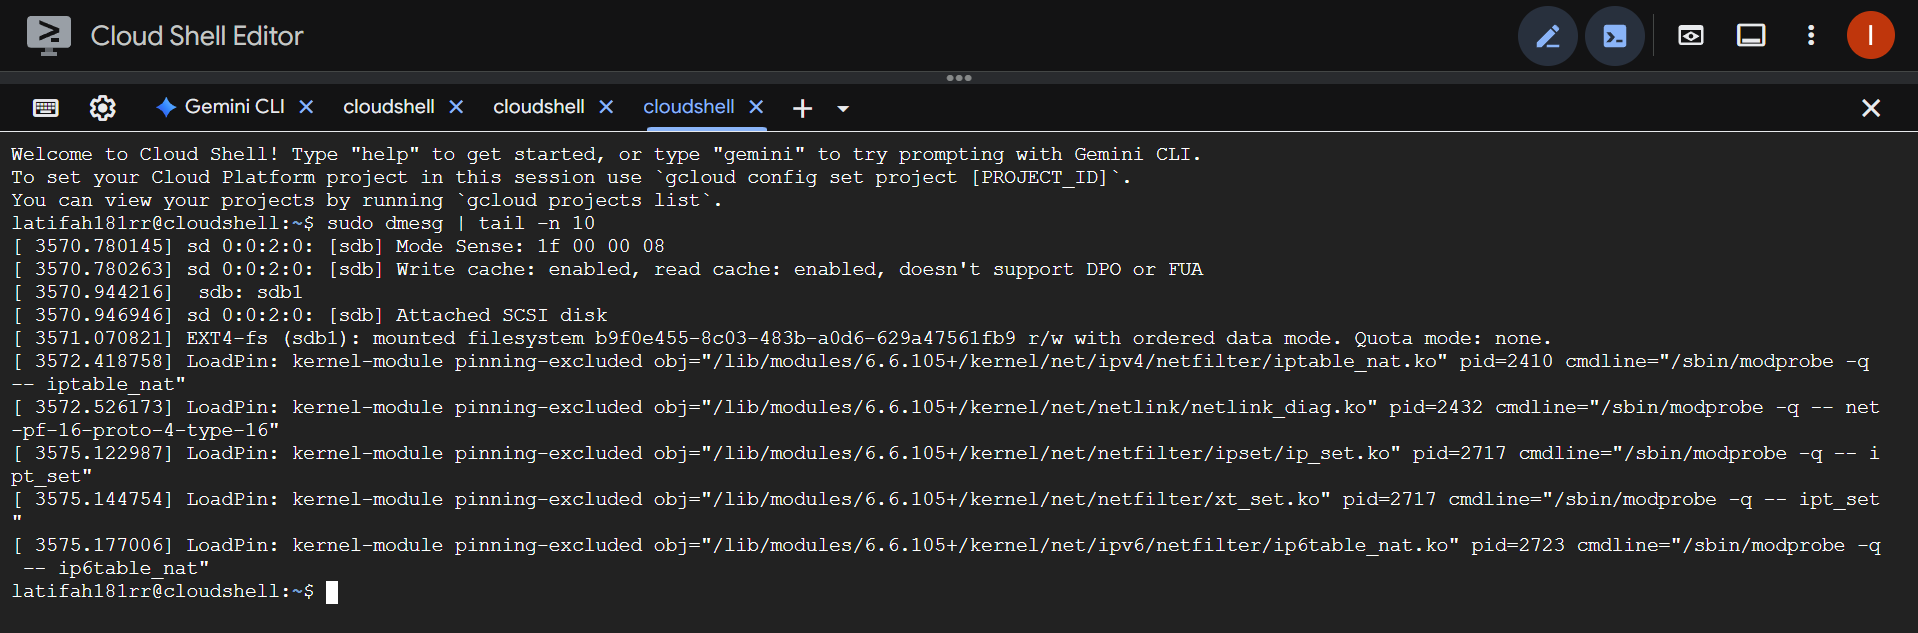 Cloud Shell Editor
I
Gemini CLI cloudshell cloudshell cloudshell
Welcome to Cloud Shell! Type "help" to get started, or type "gemini" to try prompting with Gemini CLI.
To set your Cloud Platform project in this session use `gcloud config set project [PROJECT_ID]`.
You can view your projects by running `gcloud projects list`.
latifah181rr@cloudshell:~$ sudo dmesg | tail -n 10
[ 3570.780145] sd 0:0:2:0: [sdb] Mode Sense: 1f 00 00 08
[ 3570.780263] sd 0:0:2:0: [sdb] Write cache: enabled, read cache: enabled, doesn't support DPO or FUA
[ 3570.944216]  sdb: sdb1
[ 3570.946946] sd 0:0:2:0: [sdb] Attached SCSI disk
[ 3571.070821] EXT4-fs (sdb1): mounted filesystem b9f0e455-8c03-483b-a0d6-629a47561fb9 r/w with ordered data mode. Quota mode: none.
[ 3572.418758] LoadPin: kernel-module pinning-excluded obj="/lib/modules/6.6.105+/kernel/net/ipv4/netfilter/iptable_nat.ko" pid=2410 cmdline="/sbin/modprobe -q
-- iptable_nat"
[ 3572.526173] LoadPin: kernel-module pinning-excluded obj="/lib/modules/6.6.105+/kernel/net/netlink/netlink_diag.ko" pid=2432 cmdline="/sbin/modprobe -q -- net
-pf-16-proto-4-type-16"
[ 3575.122987] LoadPin: kernel-module pinning-excluded obj="/lib/modules/6.6.105+/kernel/net/netfilter/ipset/ip_set.ko" pid=2717 cmdline="/sbin/modprobe -q -- i
pt_set"
[ 3575.144754] LoadPin: kernel-module pinning-excluded obj="/lib/modules/6.6.105+/kernel/net/netfilter/xt_set.ko" pid=2717 cmdline="/sbin/modprobe -q -- ipt_set
"
[ 3575.177006] LoadPin: kernel-module pinning-excluded obj="/lib/modules/6.6.105+/kernel/net/ipv6/netfilter/ip6table_nat.ko" pid=2723 cmdline="/sbin/modprobe -q
 -- ip6table_nat"
latifah181rr@cloudshell:~$